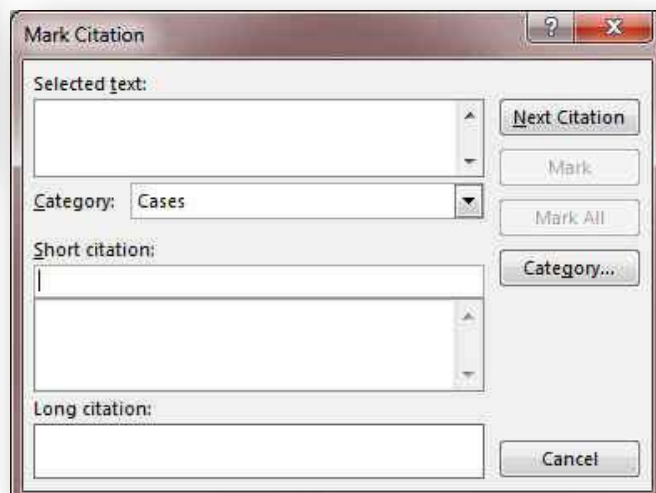 Mark Citation
?
Selected text:
Next Citation
Mark
Category: Cases
Mark All
Short citation:
Category...
Long citation:
Cancel